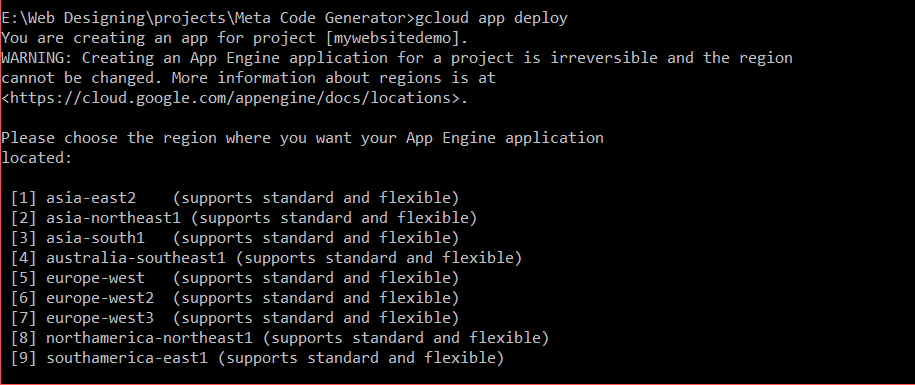 E:\Web Designing\projects\Meta Code Generator>gcloud app deploy
You are creating an app for project [mywebsitedemo].
WARNING: Creating an App Engine application for a project is irreversible and the region
cannot be changed. More information about regions is at
<https://cloud.google.com/appengine/docs/locations>.

Please choose the region where you want your App Engine application
located:

 [1] asia-east2    (supports standard and flexible)
 [2] asia-northeast1 (supports standard and flexible)
 [3] asia-south1   (supports standard and flexible)
 [4] australia-southeast1 (supports standard and flexible)
 [5] europe-west   (supports standard and flexible)
 [6] europe-west2  (supports standard and flexible)
 [7] europe-west3  (supports standard and flexible)
 [8] northamerica-northeast1 (supports standard and flexible)
 [9] southamerica-east1 (supports standard and flexible)